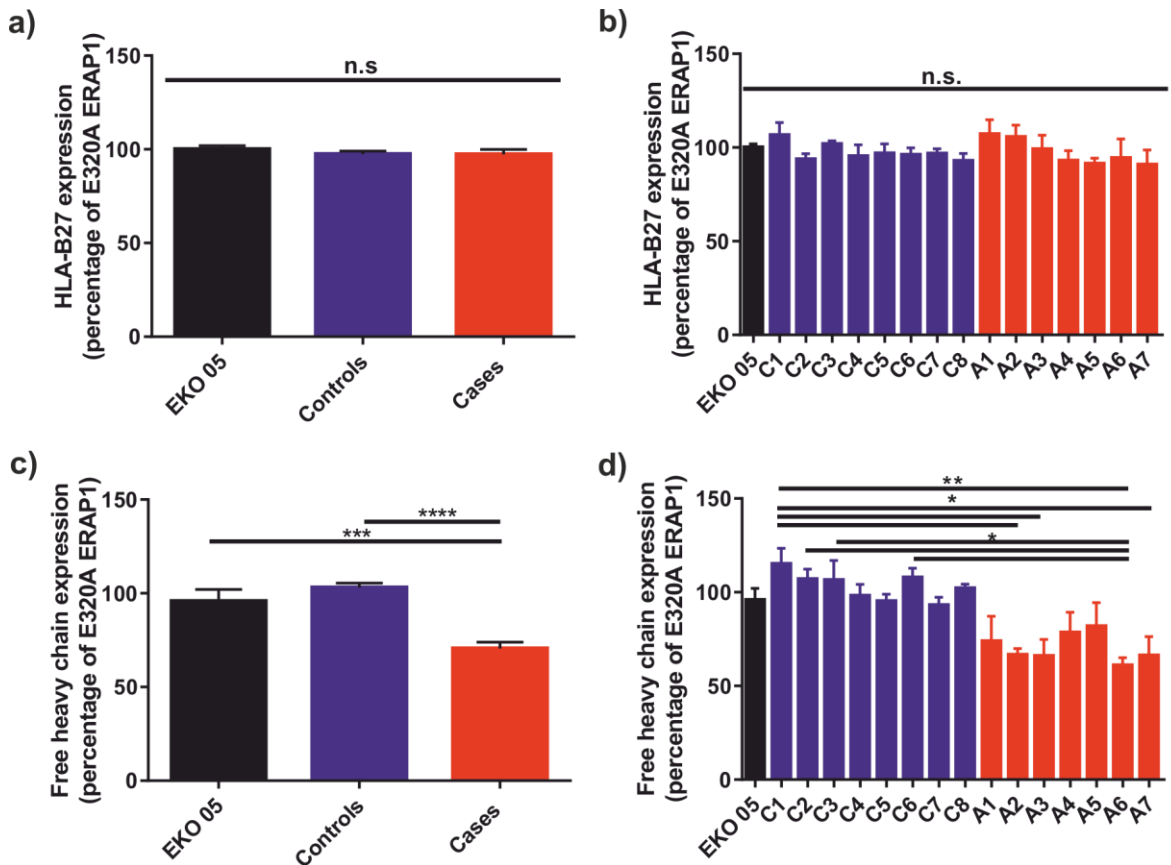 a)
HLA-B27 expression
(percentage of E320A ERAP1)
150
100
50
0
n.s
EKO 05
Controls
Cases
b)
HLA-B27 expression
(percentage of E320A ERAP1)
150
100
50
0
n.s.
EKO 05
C1
C2
C3
C4
C5
C6
C7
C8
A1
A2
A3
A4
A5
A6
A7
c)
Free heavy chain expression
(percentage of E320A ERAP1)
150
100
50
0
****
***
EKO 05
Controls
Cases
d)
Free heavy chain expression
(percentage of E320A ERAP1)
150
100
50
0
**
*
*
EKO 05
C1
C2
C3
C4
C5
C6
C7
C8
A1
A2
A3
A4
A5
A6
A7